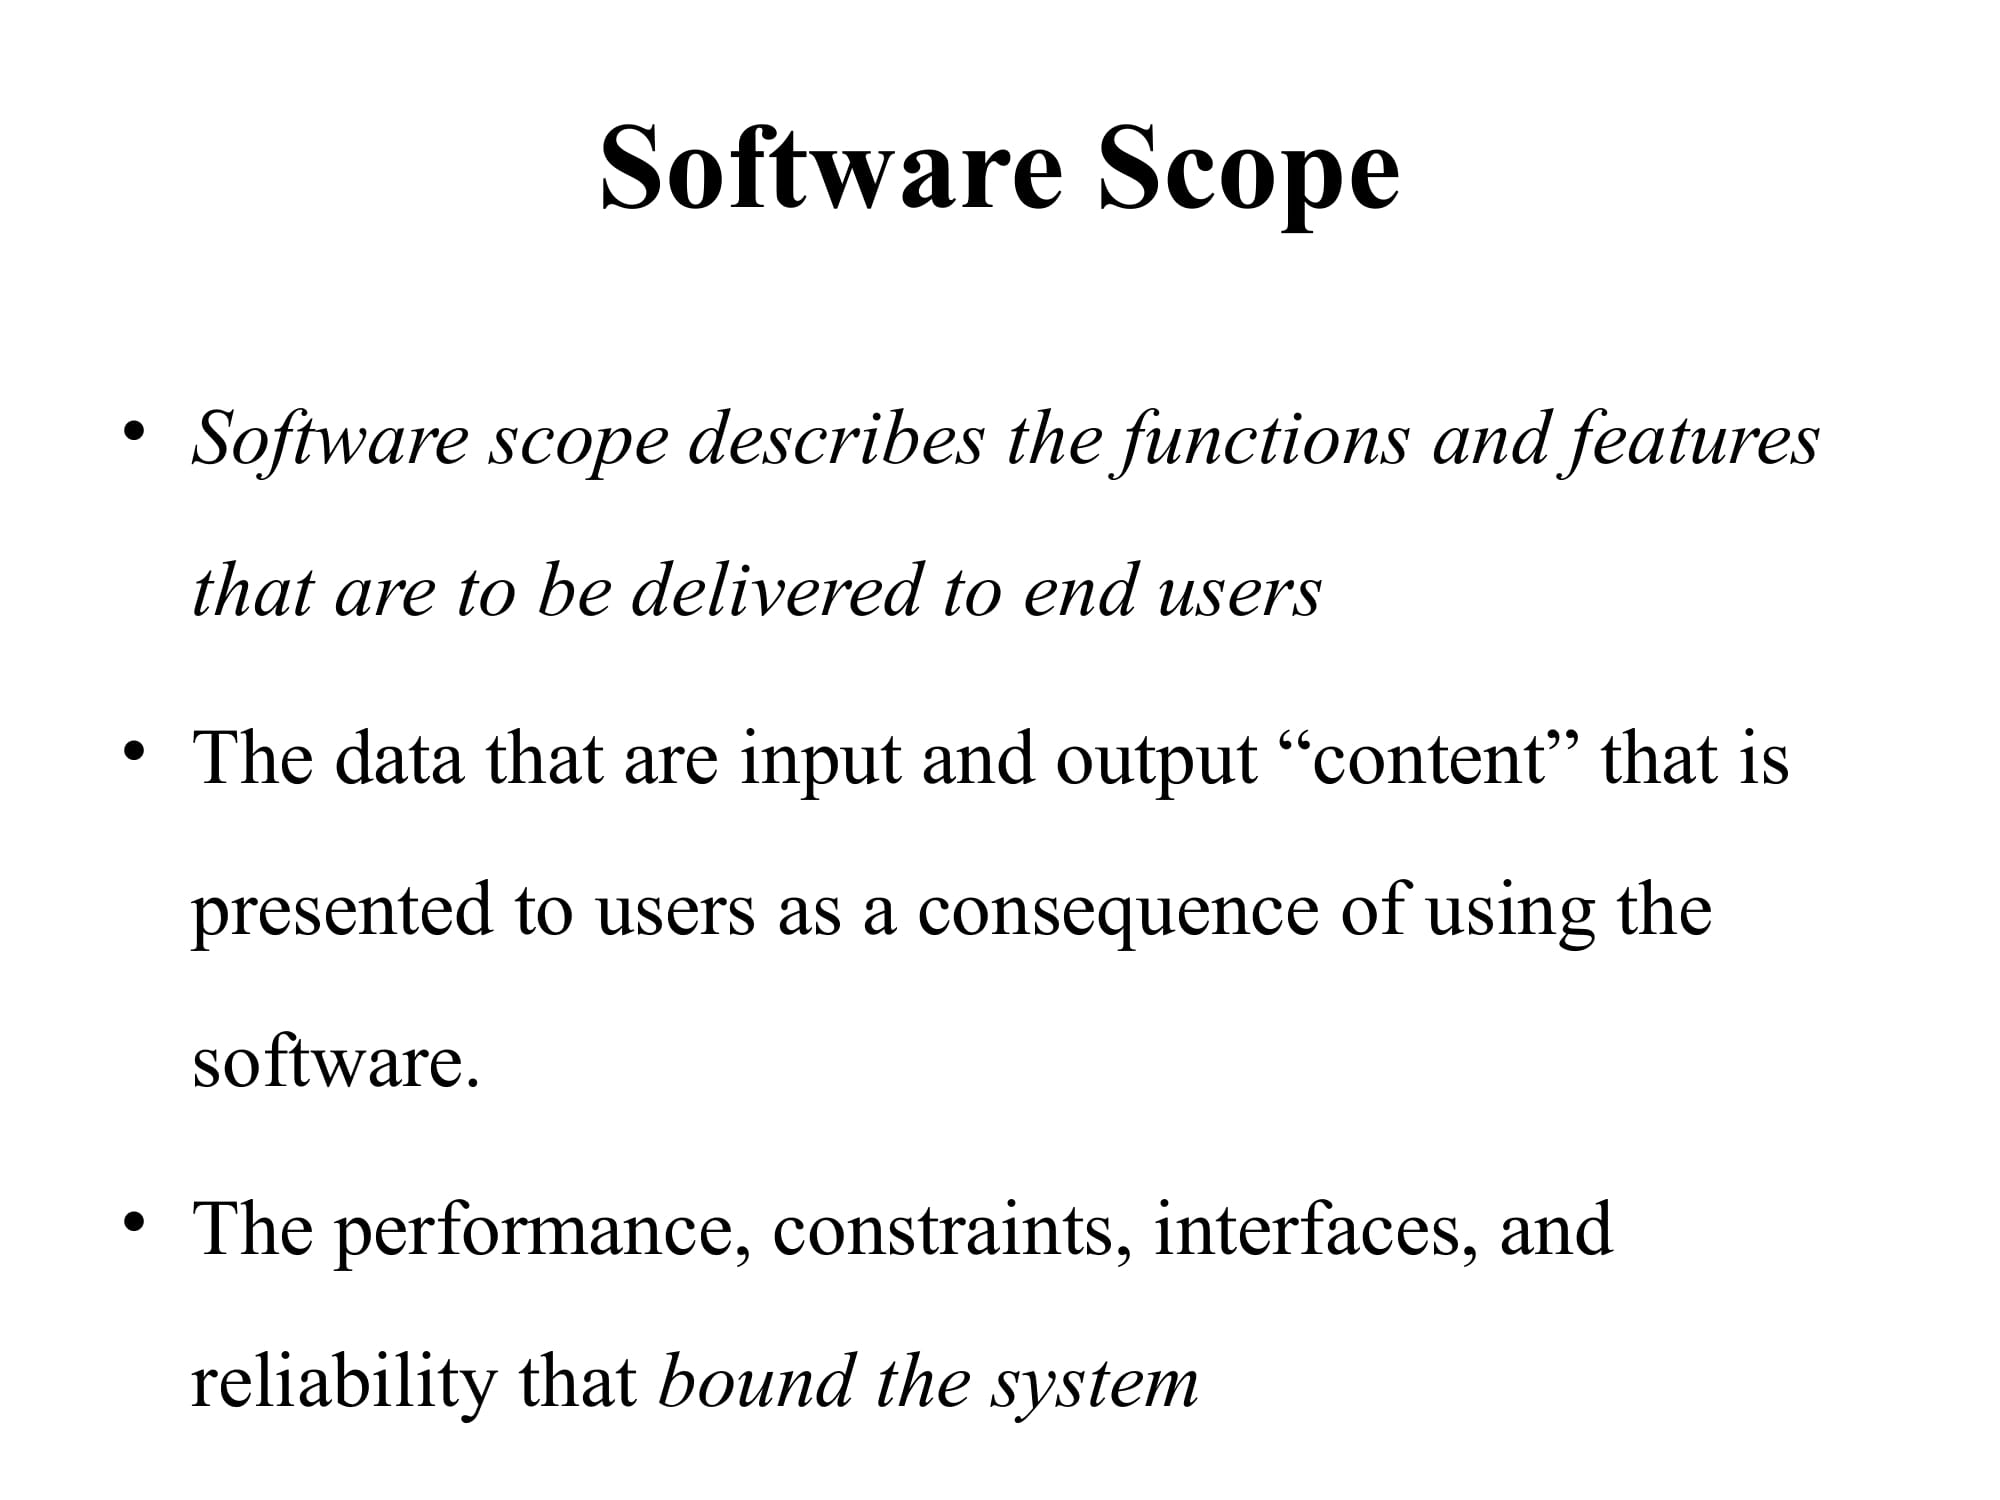 Software Scope
• Software scope describes the functions and features
that are to be delivered to end users
• The data that are input and output “content” that is
presented to users as a consequence of using the
software.
• The performance, constraints, interfaces, and
reliability that bound the system